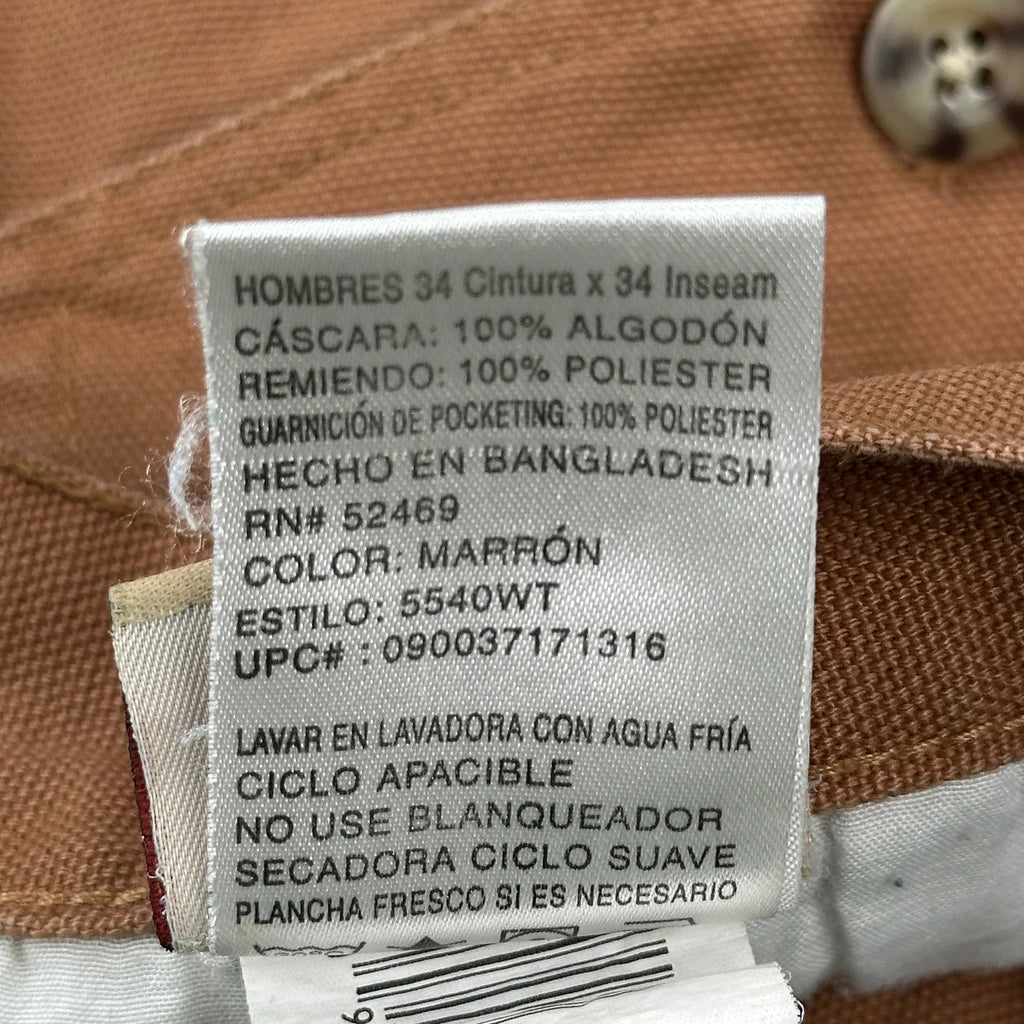 HOMBRES 34 Cintura x 34 Inseam
CÁSCARA: 100% ALGODÓN
REMIENDO: 100% POLIESTER
GUARNICIÓN DE POCKETING: 100% POLIESTER
HECHO EN BANGLADESH
RN# 52469
COLOR: MARRÓN
ESTILO: 5540WT
UPC# : 090037171316
LAVAR EN LAVADORA CON AGUA FRÍA
CICLO APACIBLE
NO USE BLANQUEADOR
SECADORA CICLO SUAVE
PLANCHA FRESCO SI ES NECESARIO